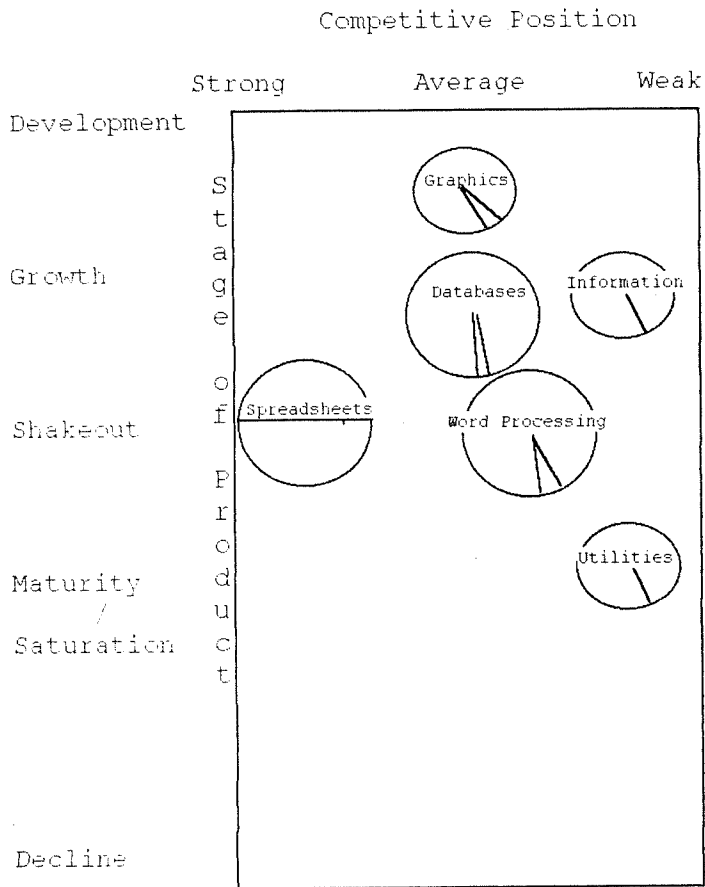 Competitive Position
Strong Average Weak
Development
Stage of Product
Graphics
Growth
Information
Databases
Spreadsheets
Shakeout
Word Processing
Utilities
Maturity
/
Saturation
Decline